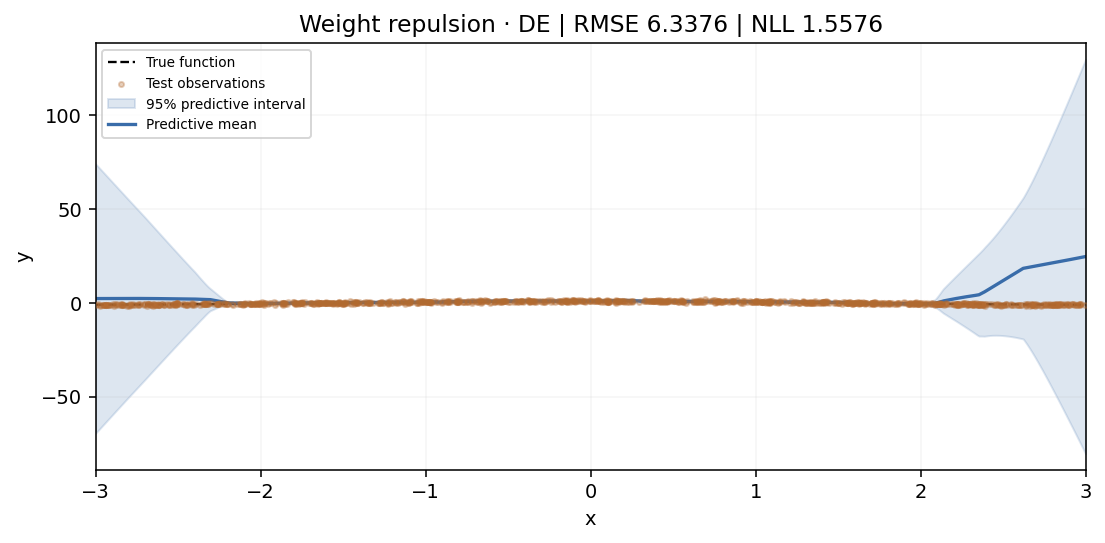 Weight repulsion · DE | RMSE 6.3376 | NLL 1.5576
True function
Test observations
95% predictive interval
Predictive mean
100
50
0
−50
y
−3
−2
−1
0
1
2
3
x